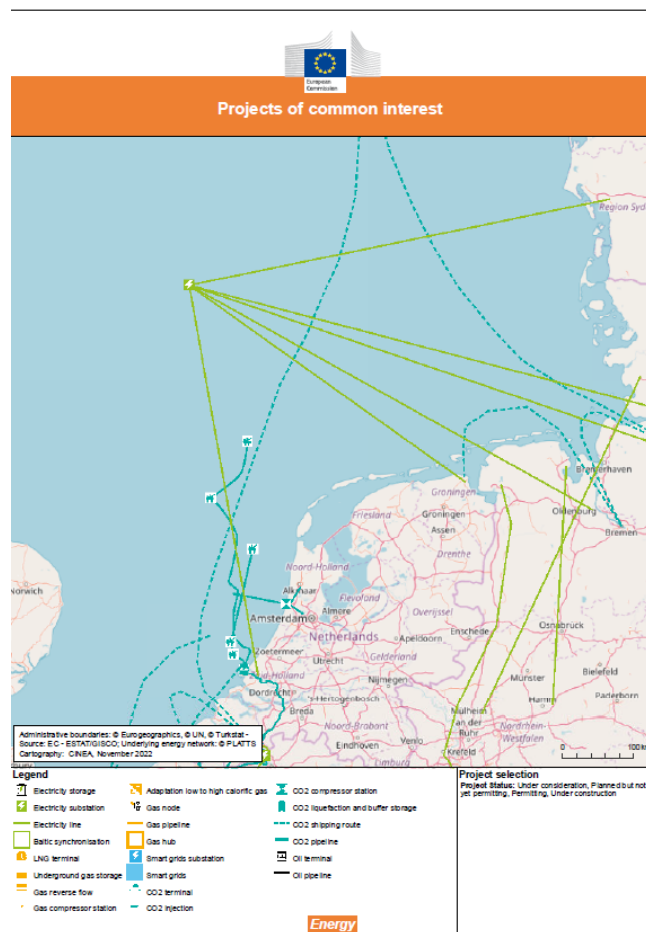 European
Commission
Projects of common interest
Region Syd
Norwich
Groningen
Groningen
Assen
Friesland
Drenthe
Bremerhaven
Oldenburg
Bremen
Noord-Holland
Alkmaar
Flevoland
Almere
Amsterdam
Overijssel
Netherlands
Apeldoorn
Enschede
Osnabrück
Zoetermeer
Utrecht
Gelderland
Zuid-Holland
Nijmegen
Münster
Bielefeld
Dordrecht
's-Hertogenbosch
Hamm
Paderborn
Breda
Noord-Brabant
Mülheim
an der
Ruhr
Nordrhein-
Westfalen
Eindhoven
Venlo
Krefeld
Limburg
0
100 k
Administrative boundaries: © Eurogeographics, © UN, © Turkstat -
Source: EC - ESTAT/GISCO; Underlying energy network: © PLATTS
Cartography: CINEA, November 2022
Legend
Electricity storage
Electricity substation
Electricity line
Baltic synchronisation
LNG terminal
Underground gas storage
Gas reverse flow
Gas compressor station
Adaptation low to high calorific gas
Gas node
Gas pipeline
Gas hub
Smart grids substation
Smart grids
CO2 terminal
CO2 injection
CO2 compressor station
CO2 liquefaction and buffer storage
CO2 shipping route
CO2 pipeline
Oil terminal
Oil pipeline
Project selection
Project Status: Under consideration, Planned but not
yet permitting, Permitting, Under construction
Energy